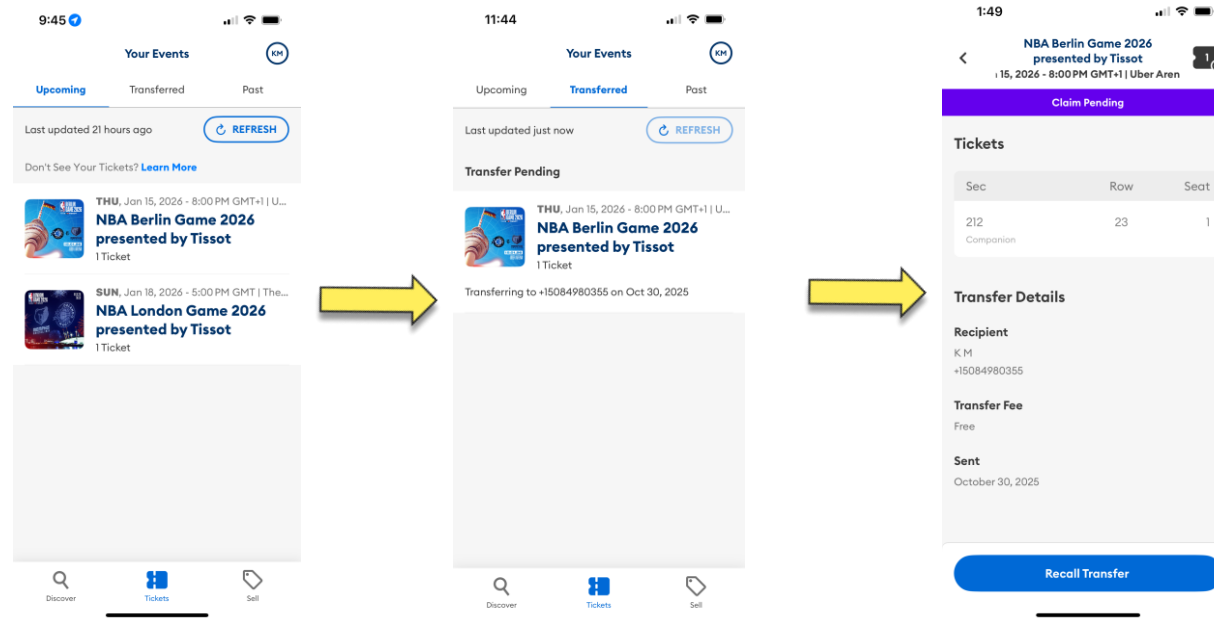 9:45
Your Events
KM
Upcoming Transferred Past
Last updated 21 hours ago
REFRESH
Don't See Your Tickets? Learn More
THU, Jan 15, 2026 - 8:00 PM GMT+1 | U...
NBA Berlin Game 2026
presented by Tissot
1 Ticket
SUN, Jan 18, 2026 - 5:00 PM GMT | The...
NBA London Game 2026
presented by Tissot
1 Ticket
Discover Tickets Sell
11:44
Your Events
KM
Upcoming Transferred Past
Last updated just now
REFRESH
Transfer Pending
THU, Jan 15, 2026 - 8:00 PM GMT+1 | U...
NBA Berlin Game 2026
presented by Tissot
1 Ticket
Transferring to +15084980355 on Oct 30, 2025
Discover Tickets Sell
1:49
NBA Berlin Game 2026
presented by Tissot
15, 2026 - 8:00 PM GMT+1 | Uber Aren
1
Claim Pending
Tickets
Sec Row Seat
212 23 1
Companion
Transfer Details
Recipient
K M
+15084980355
Transfer Fee
Free
Sent
October 30, 2025
Recall Transfer